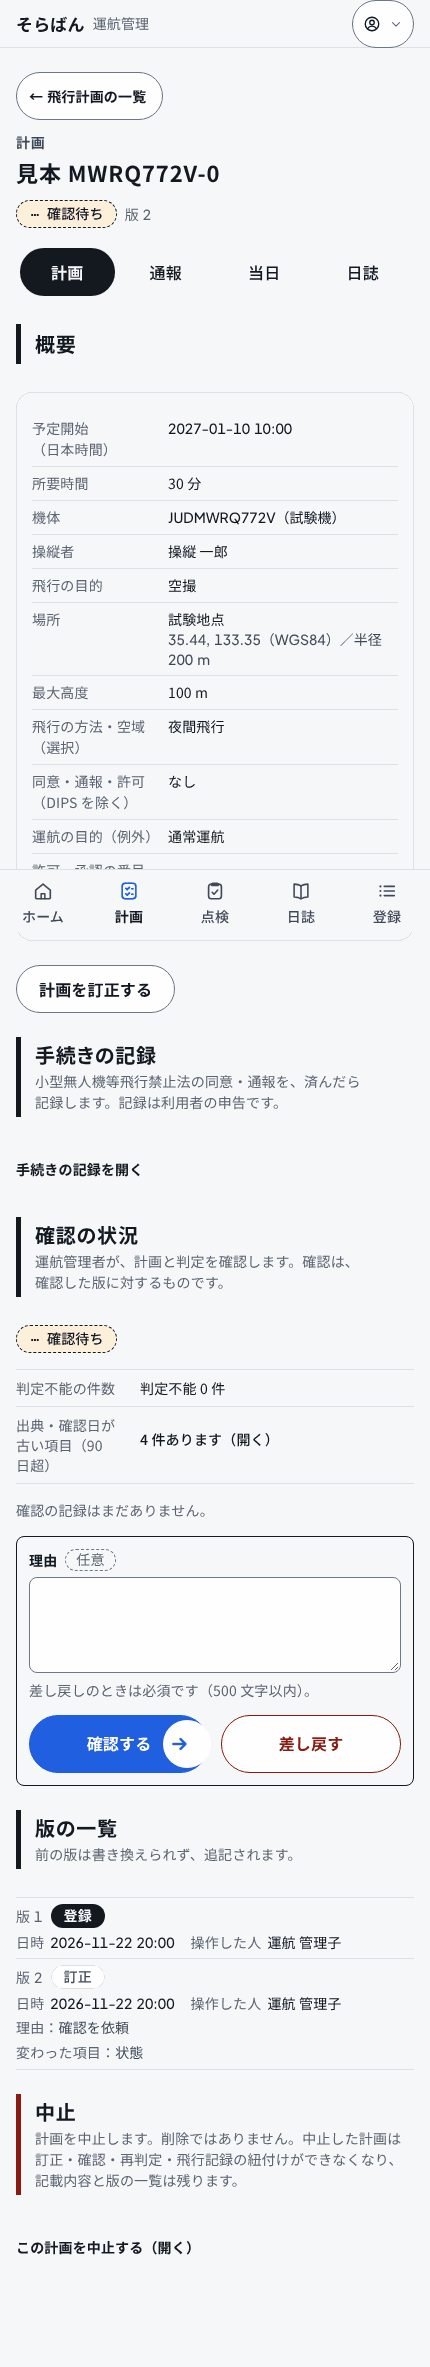 そらばん 運航管理
← 飛行計画の一覧
計画
見本 MWRQ772V-0
確認待ち 版 2
計画 通報 当日 日誌
概要
予定開始
（日本時間） 2027-01-10 10:00
所要時間 30 分
機体 JUDMWRQ772V（試験機）
操縦者 操縦 一郎
飛行の目的 空撮
場所 試験地点
35.44, 133.35（WGS84）／半径
200 m
最大高度 100 m
飛行の方法・空域
（選択） 夜間飛行
同意・通報・許可
（DIPS を除く） なし
運航の目的（例外） 通常運航
ホーム 計画 点検 日誌 登録
計画を訂正する
手続きの記録
小型無人機等飛行禁止法の同意・通報を、済んだら
記録します。記録は利用者の申告です。
手続きの記録を開く
確認の状況
運航管理者が、計画と判定を確認します。確認は、
確認した版に対するものです。
確認待ち
判定不能の件数 判定不能 0 件
出典・確認日が
古い項目（90
日超） 4 件あります（開く）
確認の記録はまだありません。
理由 任意
差し戻しのときは必須です（500 文字以内）。
確認する → 差し戻す
版の一覧
前の版は書き換えられず、追記されます。
版 1 登録
日時 2026-11-22 20:00 操作した人 運航 管理子
版 2 訂正
日時 2026-11-22 20:00 操作した人 運航 管理子
理由：確認を依頼
変わった項目：状態
中止
計画を中止します。削除ではありません。中止した計画は
訂正・確認・再判定・飛行記録の紐付けができなくなり、
記載内容と版の一覧は残ります。
この計画を中止する（開く）